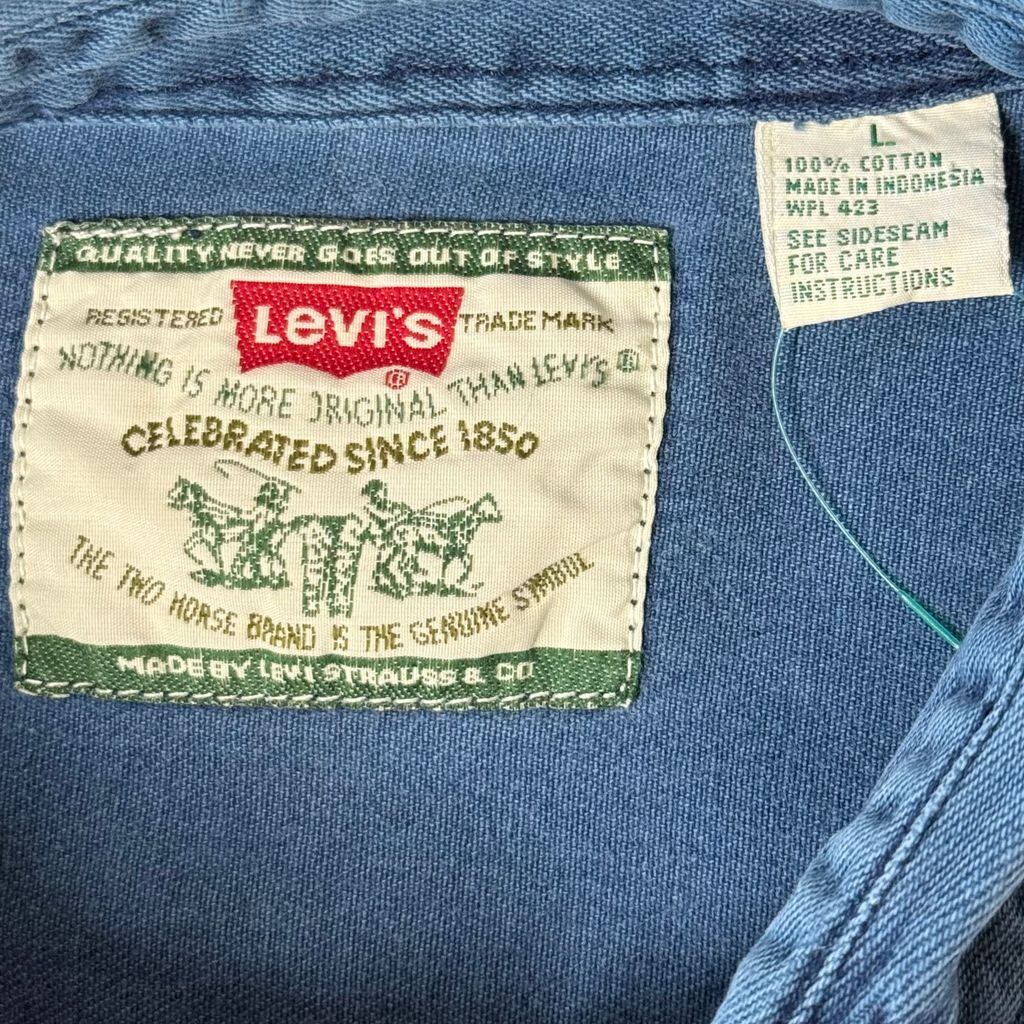 QUALITY NEVER GOES OUT OF STYLE
REGISTERED LEVI'S TRADE MARK
®
NOTHING IS MORE ORIGINAL THAN LEVI'S ®
CELEBRATED SINCE 1850
THE TWO HORSE BRAND IS THE GENUINE SYMBOL
MADE BY LEVI STRAUSS & CO
L
100% COTTON
MADE IN INDONESIA
WPL 423
SEE SIDESEAM
FOR CARE
INSTRUCTIONS